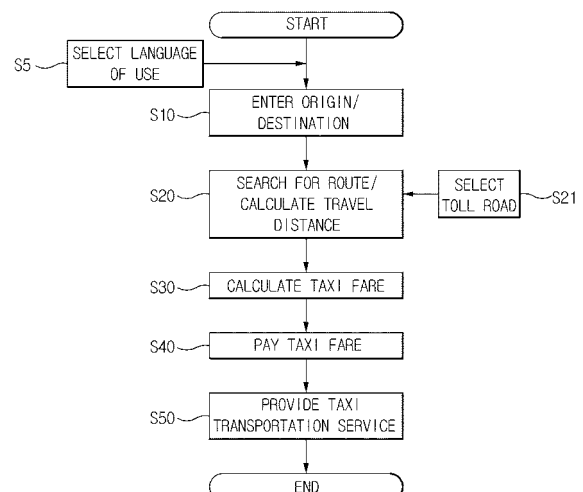 START
S5
SELECT LANGUAGE
OF USE
S10
ENTER ORIGIN/
DESTINATION
S20
SEARCH FOR ROUTE/
CALCULATE TRAVEL
DISTANCE
SELECT
TOLL ROAD
S21
S30
CALCULATE TAXI FARE
S40
PAY TAXI FARE
S50
PROVIDE TAXI
TRANSPORTATION SERVICE
END